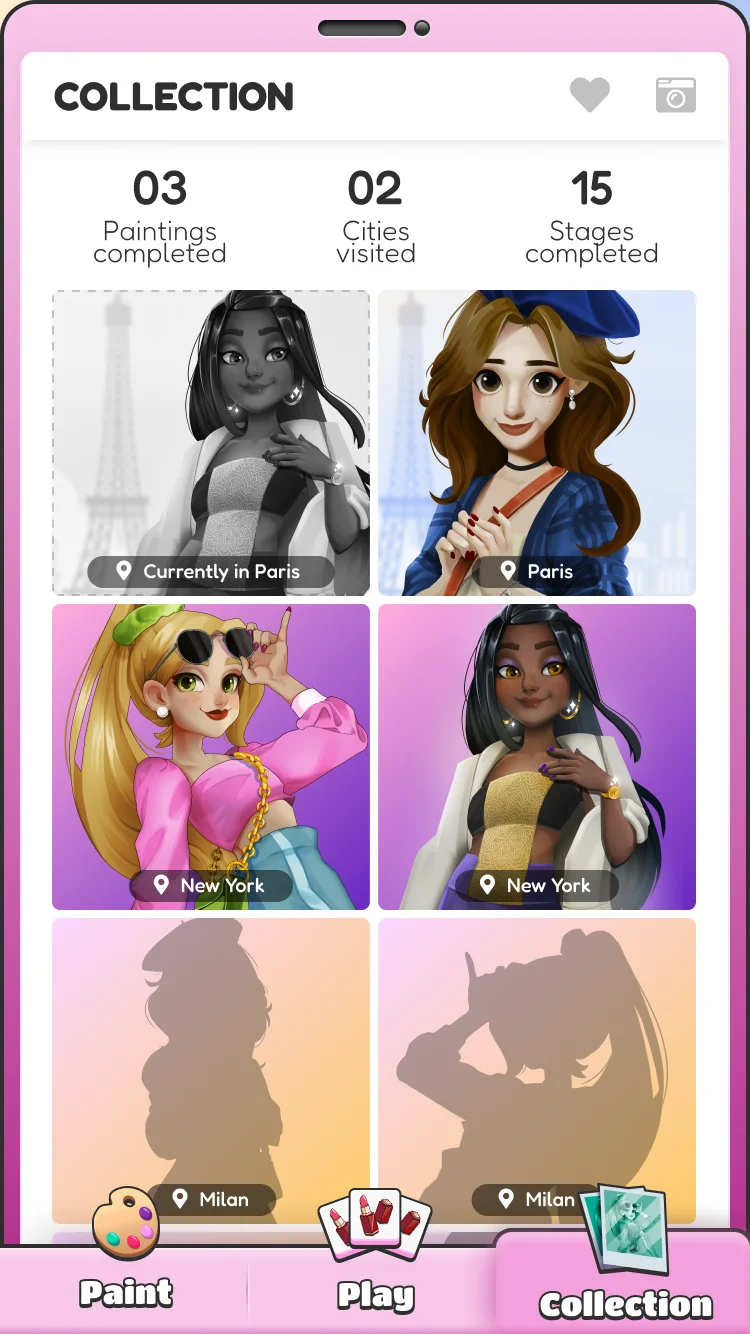 COLLECTION
03
Paintings
completed
02
Cities
visited
15
Stages
completed
Currently in Paris
Paris
New York
New York
Milan
Milan
Paint
Play
Collection